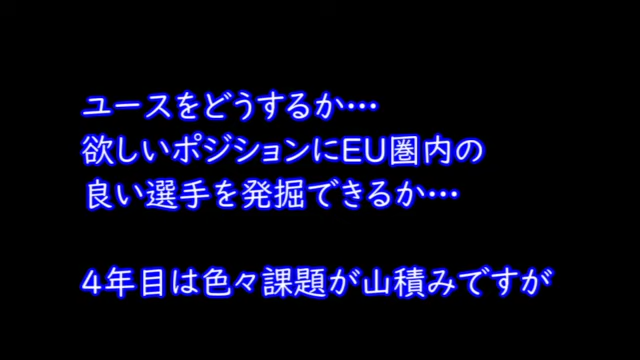 ユースをどうするか…
欲しいポジションにEU圏内の
良い選手を発掘できるか…
4年目は色々課題が山積みですが